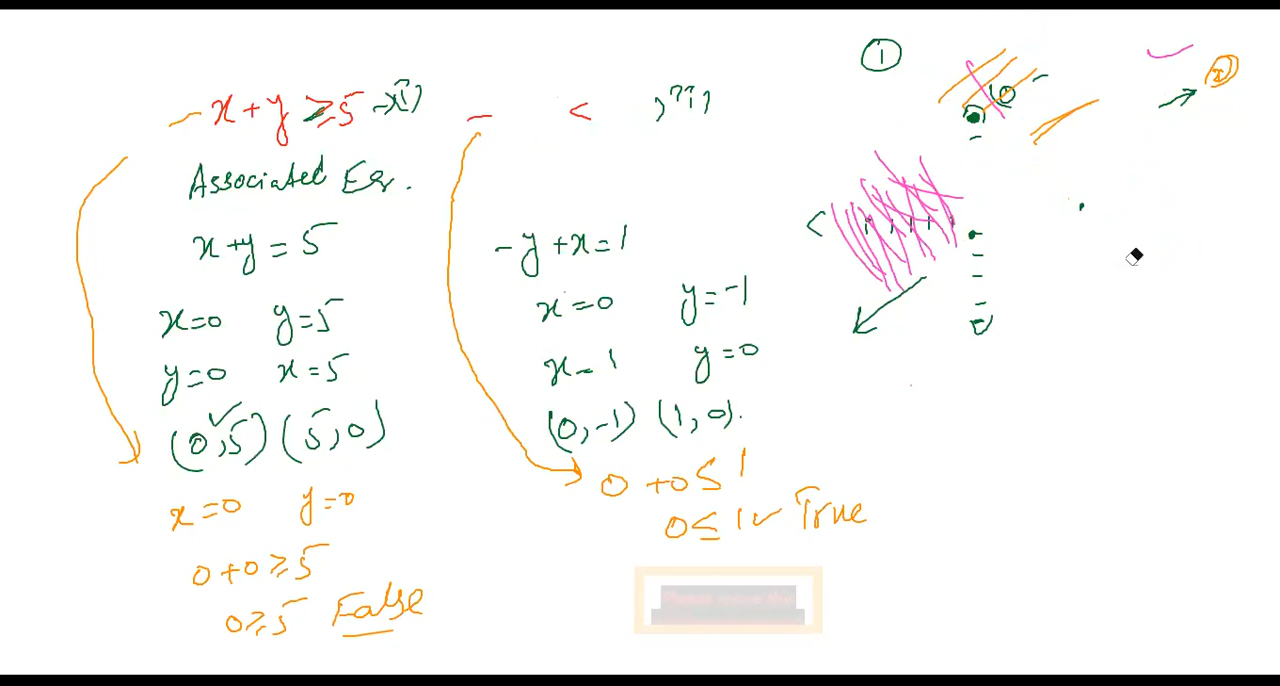 x + y ≥ 5
Associated Eq.
x + y = 5
x = 0 y = 5
y = 0 x = 5
(0, 5) (5, 0)
x = 0 y = 0
0 + 0 ≥ 5
0 ≥ 5 False
<
- y + x = 1
x = 0 y = -1
x = 1 y = 0
(0, -1) (1, 0).
0 + 0 ≤ 1
0 ≤ 1 ✓ True
①